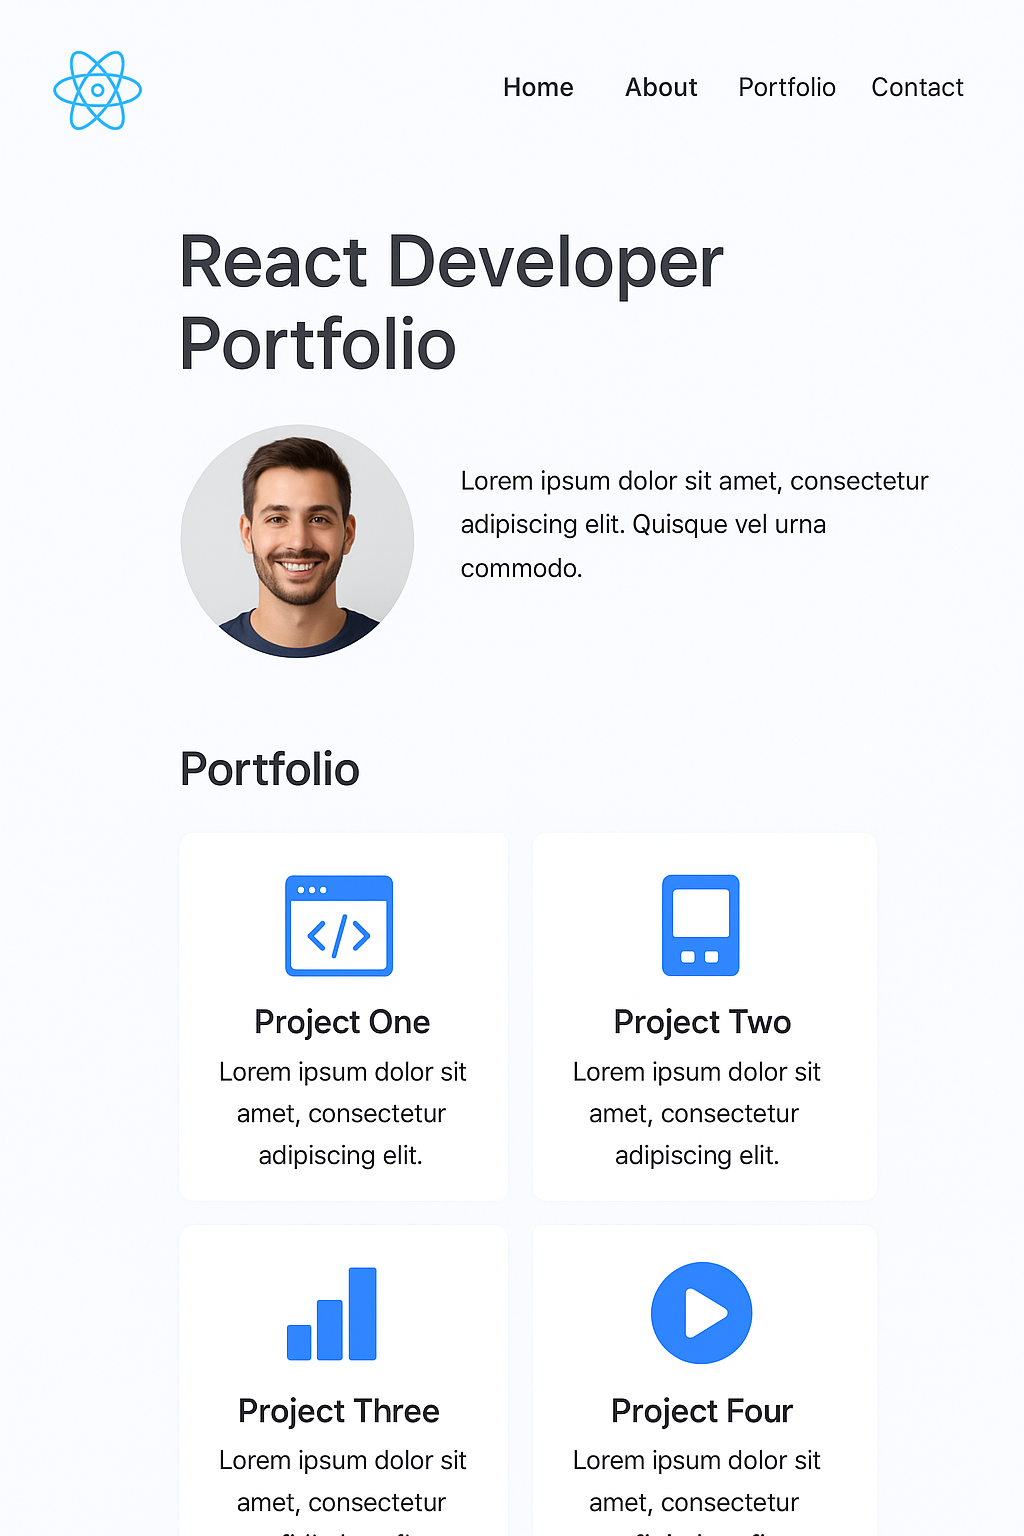 Home About Portfolio Contact
React Developer
Portfolio
Lorem ipsum dolor sit amet, consectetur
adipiscing elit. Quisque vel urna
commodo.
Portfolio
Project One
Lorem ipsum dolor sit
amet, consectetur
adipiscing elit.
Project Two
Lorem ipsum dolor sit
amet, consectetur
adipiscing elit.
Project Three
Lorem ipsum dolor sit
amet, consectetur
Project Four
Lorem ipsum dolor sit
amet, consectetur